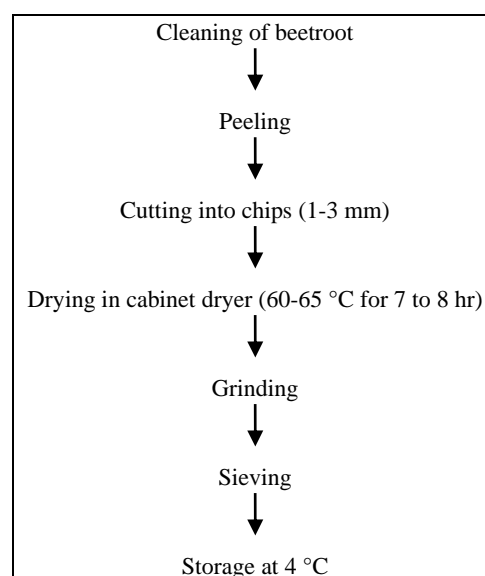 Cleaning of beetroot
Peeling
Cutting into chips (1-3 mm)
Drying in cabinet dryer (60-65 °C for 7 to 8 hr)
Grinding
Sieving
Storage at 4 °C